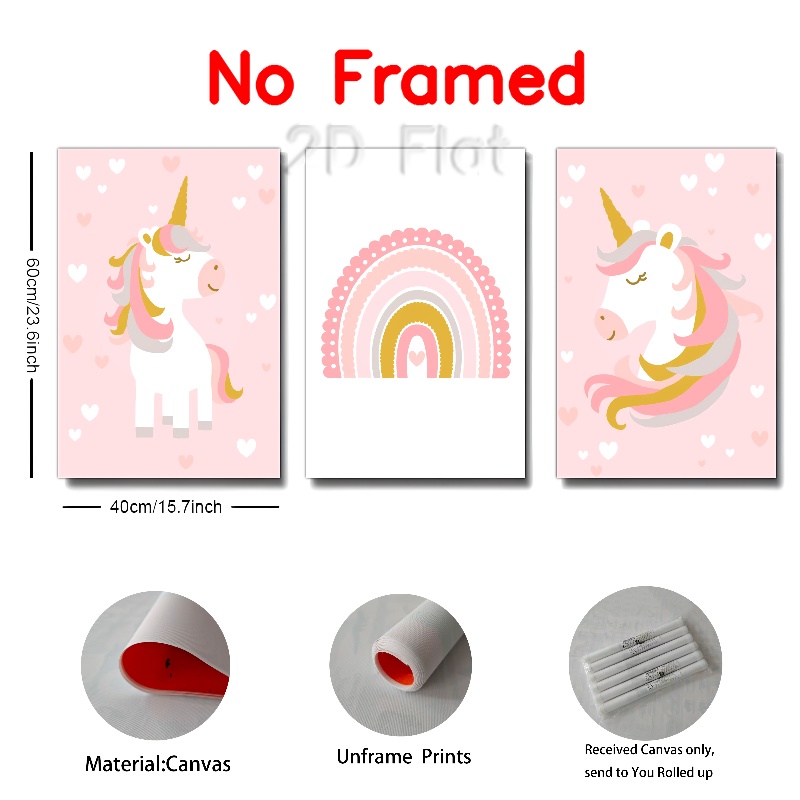 No Framed
2D Flat
60cm/23.6inch
40cm/15.7inch
Material:Canvas
Unframe Prints
Received Canvas only,
send to You Rolled up